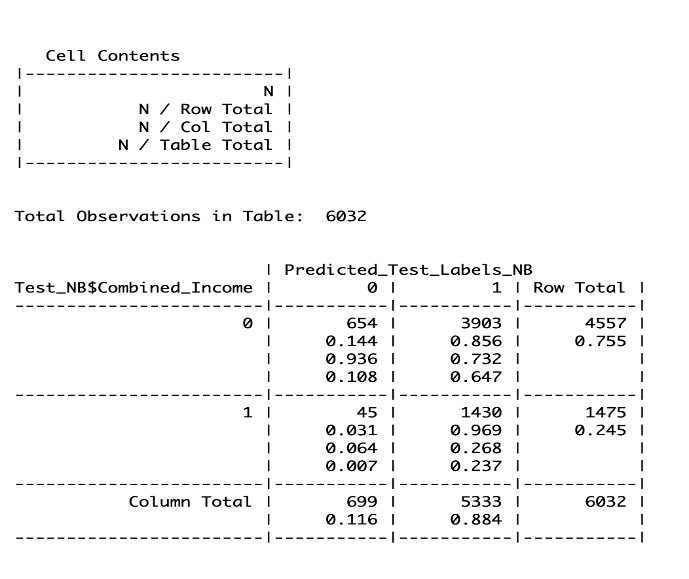 Cell Contents
|-------------------------|
|                       N |
|           N / Row Total |
|           N / Col Total |
|         N / Table Total |
|-------------------------|
Total Observations in Table:  6032
                        | Predicted_Test_Labels_NB
Test_NB$Combined_Income |         0 |         1 | Row Total |
------------------------|-----------|-----------|-----------|
                      0 |       654 |      3903 |      4557 |
                        |     0.144 |     0.856 |     0.755 |
                        |     0.936 |     0.732 |           |
                        |     0.108 |     0.647 |           |
------------------------|-----------|-----------|-----------|
                      1 |        45 |      1430 |      1475 |
                        |     0.031 |     0.969 |     0.245 |
                        |     0.064 |     0.268 |           |
                        |     0.007 |     0.237 |           |
------------------------|-----------|-----------|-----------|
           Column Total |       699 |      5333 |      6032 |
                        |     0.116 |     0.884 |           |
------------------------|-----------|-----------|-----------|